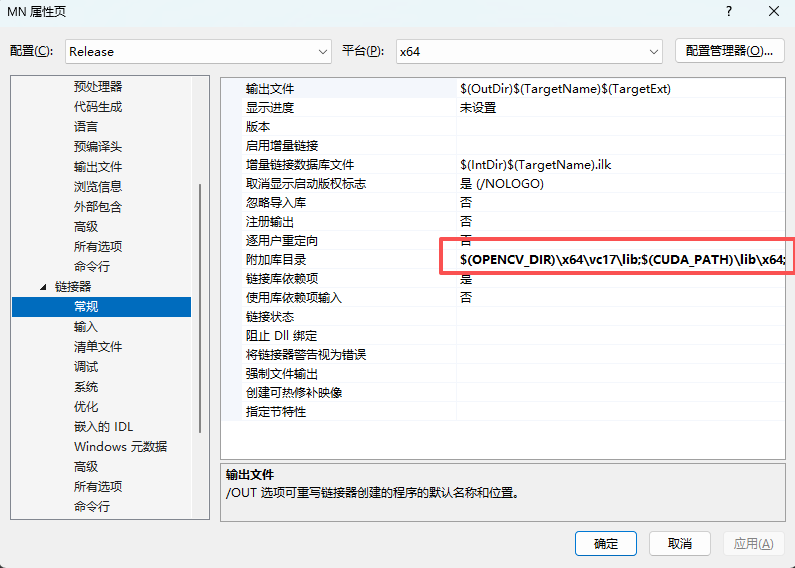 MN 属性页
配置(C): Release 平台(P): x64 配置管理器(O)...
预处理器
代码生成
语言
预编译头
输出文件
浏览信息
外部包含
高级
所有选项
命令行
链接器
常规
输入
清单文件
调试
系统
优化
嵌入的 IDL
Windows 元数据
高级
所有选项
命令行
输出文件 $(OutDir)$(TargetName)$(TargetExt)
显示进度 未设置
版本
启用增量链接
增量链接数据库文件 $(IntDir)$(TargetName).ilk
取消显示启动版权标志 是 (/NOLOGO)
忽略导入库 否
注册输出 否
逐用户重定向 否
附加库目录 $(OPENCV_DIR)\x64\vc17\lib;$(CUDA_PATH)\lib\x64;
链接库依赖项 是
使用库依赖项输入 否
链接状态
阻止 Dll 绑定
将链接器警告视为错误
强制文件输出
创建可热修补映像
指定节特性
输出文件
/OUT 选项可重写链接器创建的程序的默认名称和位置。
确定 取消 应用(A)